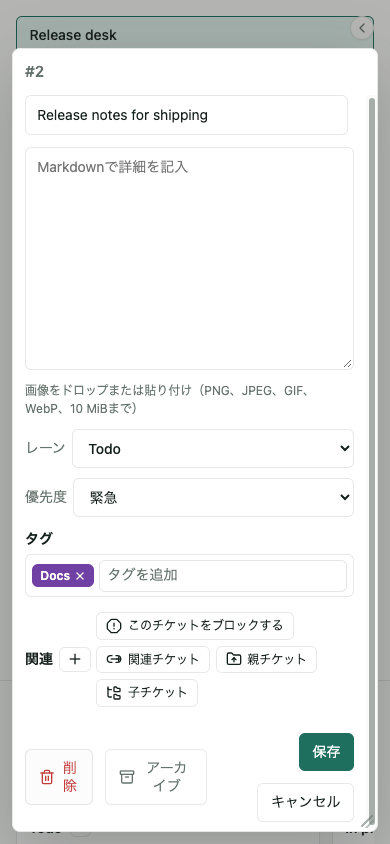 Release desk
#2
Release notes for shipping
Markdownで詳細を記入
画像をドロップまたは貼り付け（PNG、JPEG、GIF、
WebP、10 MiBまで）
レーン Todo
優先度 緊急
タグ
Docs × タグを追加
このチケットをブロックする
関連 + 関連チケット 親チケット
子チケット
保存
削
除
アーカ
イブ
キャンセル